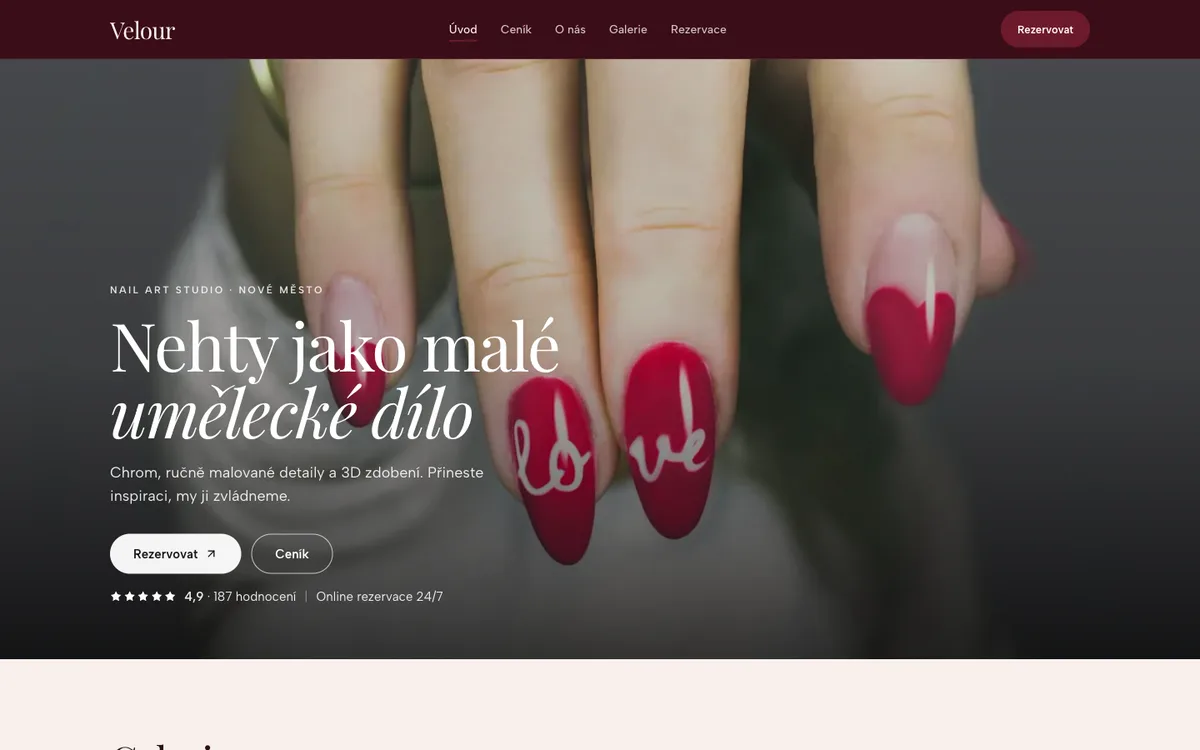 Velour
Úvod Ceník O nás Galerie Rezervace
Rezervovat
NAIL ART STUDIO · NOVÉ MĚSTO
Nehty jako malé
umělecké dílo
Chrom, ručně malované detaily a 3D zdobení. Přineste
inspiraci, my ji zvládneme.
Rezervovat
Ceník
4,9 · 187 hodnocení | Online rezervace 24/7
lo ve